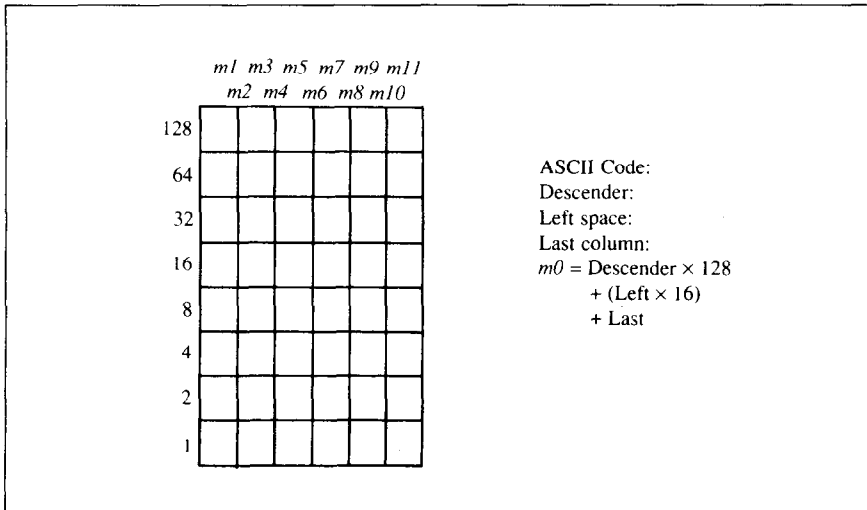 m1 m3 m5 m7 m9 m11
m2 m4 m6 m8 m10
128
64
32
16
8
4
2
1
ASCII Code:
Descender:
Left space:
Last column:
m0 = Descender × 128
+ (Left × 16)
+ Last